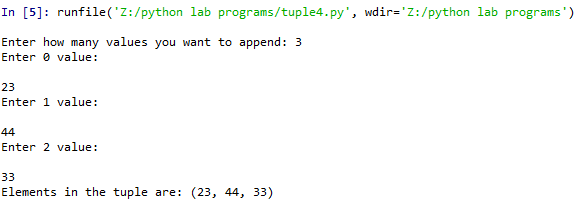 In [5]: runfile('Z:/python lab programs/tuple4.py', wdir='Z:/python lab programs')
Enter how many values you want to append: 3
Enter 0 value:
23
Enter 1 value:
44
Enter 2 value:
33
Elements in the tuple are: (23, 44, 33)